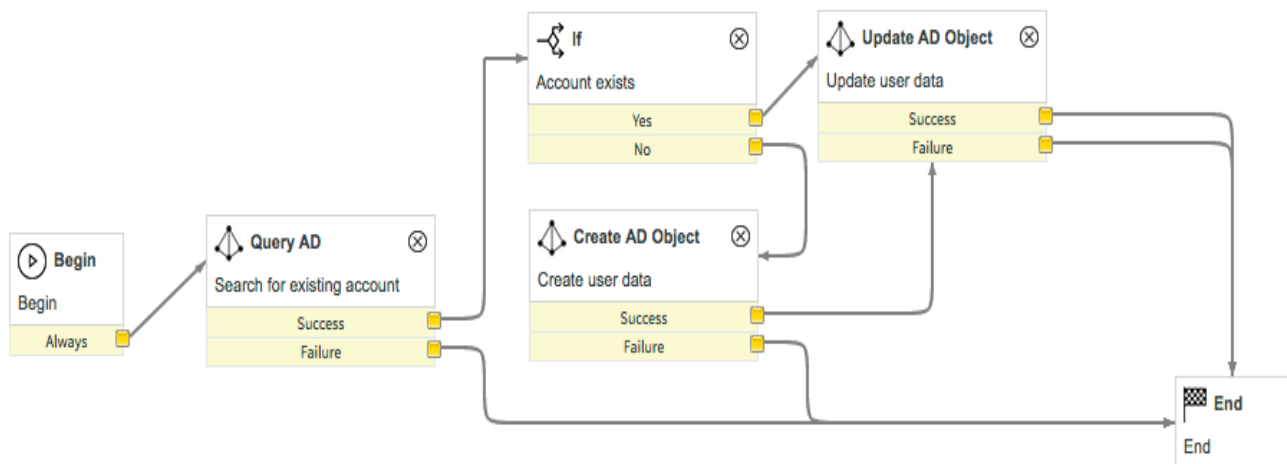 If
Account exists
Yes
No
Update AD Object
Update user data
Success
Failure
Begin
Begin
Always
Query AD
Search for existing account
Success
Failure
Create AD Object
Create user data
Success
Failure
End
End